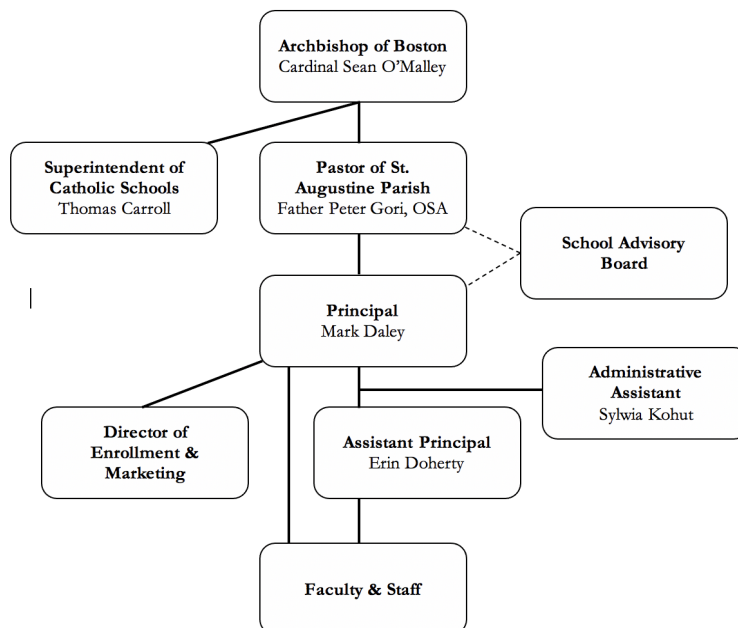 Archbishop of Boston
Cardinal Sean O’Malley
Superintendent of
Catholic Schools
Thomas Carroll
Pastor of St.
Augustine Parish
Father Peter Gori, OSA
School Advisory
Board
Principal
Mark Daley
Administrative
Assistant
Sylwia Kohut
Director of
Enrollment &
Marketing
Assistant Principal
Erin Doherty
Faculty & Staff